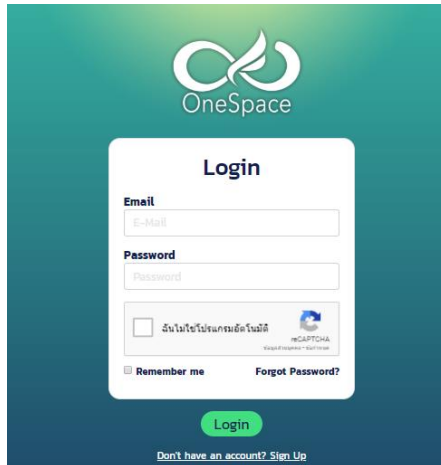 OneSpace
Login
Email
E-Mail
Password
Password
ฉันไม่ใช่โปรแกรมอัตโนมัติ
reCAPTCHA
Remember me
Forgot Password?
Login
Don't have an account? Sign Up